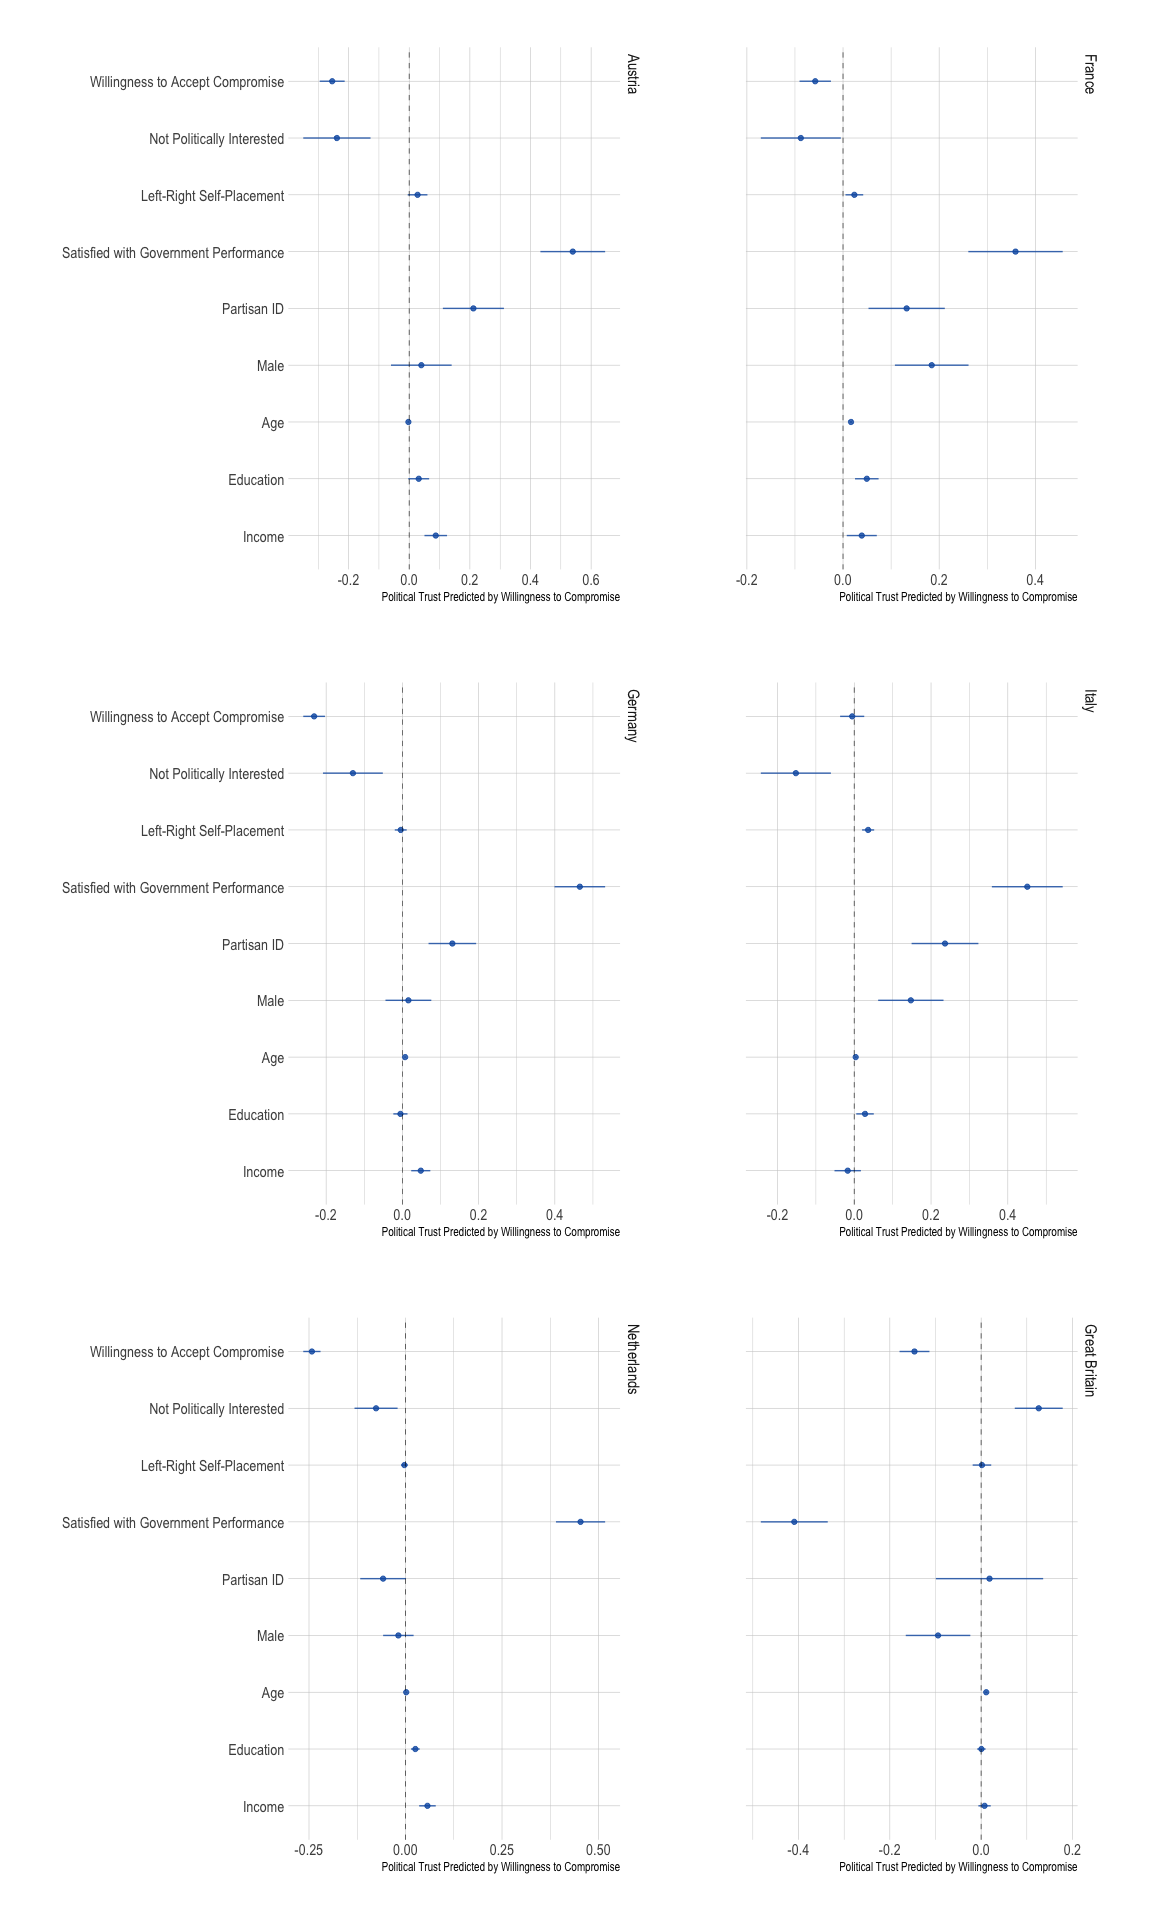 Austria
France
Willingness to Accept Compromise
Not Politically Interested
Left-Right Self-Placement
Satisfied with Government Performance
Partisan ID
Male
Age
Education
Income
-0.2 0.0 0.2 0.4 0.6
Political Trust Predicted by Willingness to Compromise
-0.2 0.0 0.2 0.4
Political Trust Predicted by Willingness to Compromise
Germany
Italy
Willingness to Accept Compromise
Not Politically Interested
Left-Right Self-Placement
Satisfied with Government Performance
Partisan ID
Male
Age
Education
Income
-0.2 0.0 0.2 0.4
Political Trust Predicted by Willingness to Compromise
-0.2 0.0 0.2 0.4
Political Trust Predicted by Willingness to Compromise
Netherlands
Great Britain
Willingness to Accept Compromise
Not Politically Interested
Left-Right Self-Placement
Satisfied with Government Performance
Partisan ID
Male
Age
Education
Income
-0.25 0.00 0.25 0.50
Political Trust Predicted by Willingness to Compromise
-0.4 -0.2 0.0 0.2
Political Trust Predicted by Willingness to Compromise